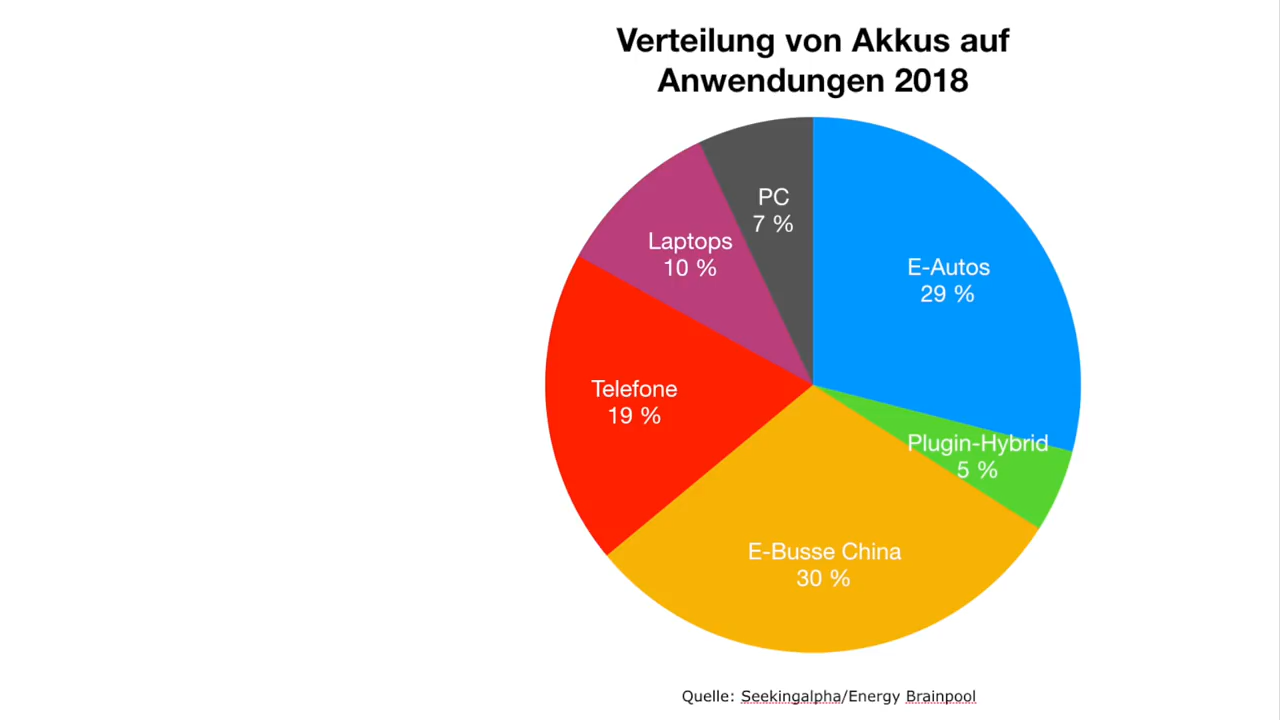 Verteilung von Akkus auf
Anwendungen 2018
PC
7 %
Laptops
10 %
E-Autos
29 %
Telefone
19 %
Plugin-Hybrid
5 %
E-Busse China
30 %
Quelle: Seekingalpha/Energy Brainpool